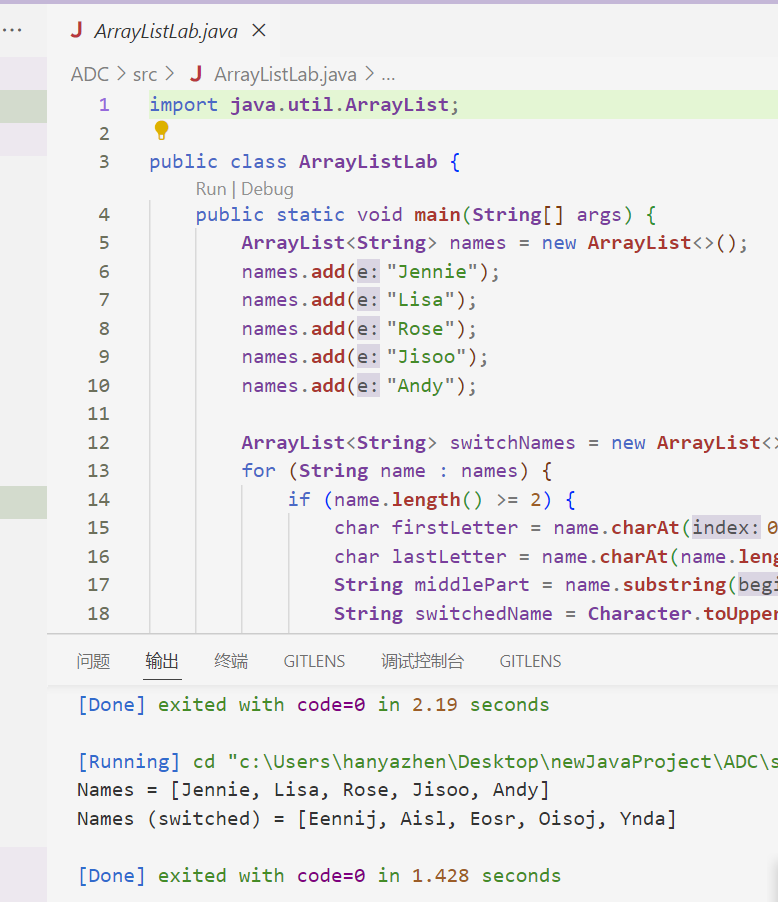 ... J ArrayListLab.java ×
ADC > src > J ArrayListLab.java > ...
1 import java.util.ArrayList;
2
3 public class ArrayListLab {
Run | Debug
4 public static void main(String[] args) {
5 ArrayList<String> names = new ArrayList<>();
6 names.add(e: "Jennie");
7 names.add(e: "Lisa");
8 names.add(e: "Rose");
9 names.add(e: "Jisoo");
10 names.add(e: "Andy");
11
12 ArrayList<String> switchNames = new ArrayList<>
13 for (String name : names) {
14 if (name.length() >= 2) {
15 char firstLetter = name.charAt(index: 0
16 char lastLetter = name.charAt(name.leng
17 String middlePart = name.substring(begi
18 String switchedName = Character.toUpper
问题 输出 终端 GITLENS 调试控制台 GITLENS
[Done] exited with code=0 in 2.19 seconds
[Running] cd "c:\Users\hanyazhen\Desktop\newJavaProject\ADC\s
Names = [Jennie, Lisa, Rose, Jisoo, Andy]
Names (switched) = [Eennij, Aisl, Eosr, Oisoj, Ynda]
[Done] exited with code=0 in 1.428 seconds